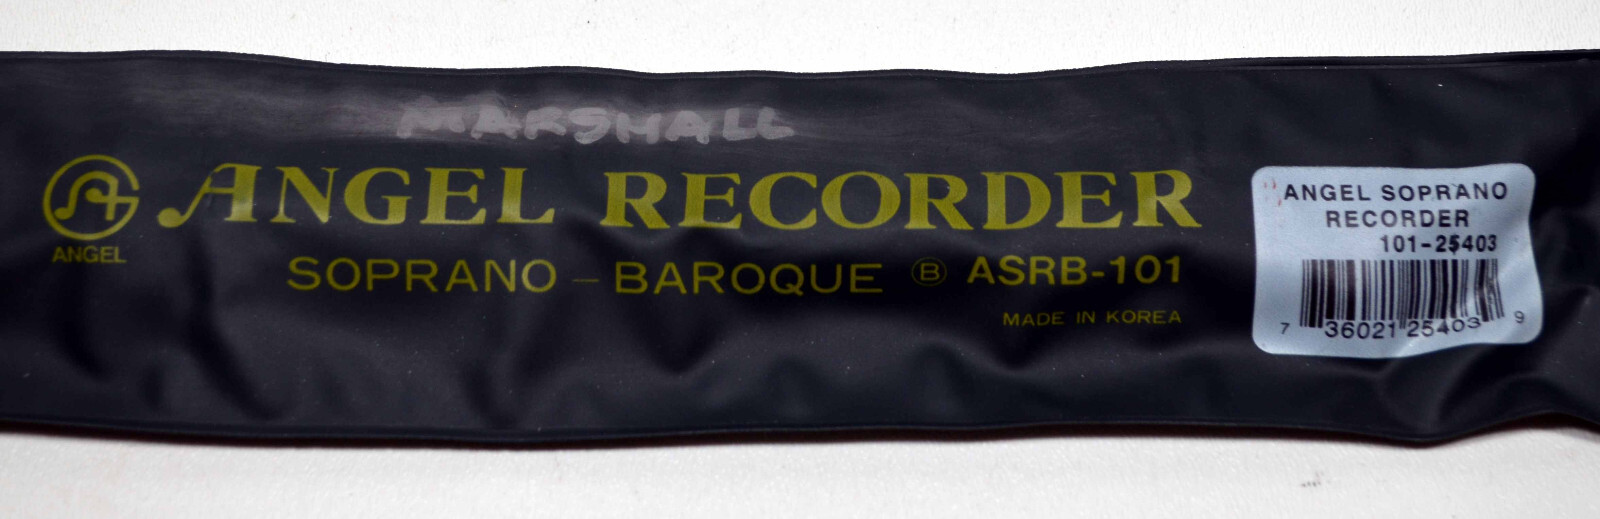 MARSHALL
ANGEL RECORDER
ANGEL
SOPRANO – BAROQUE Ⓑ ASRB-101
MADE IN KOREA
ANGEL SOPRANO
RECORDER
101-25403
7 36021 25403 9